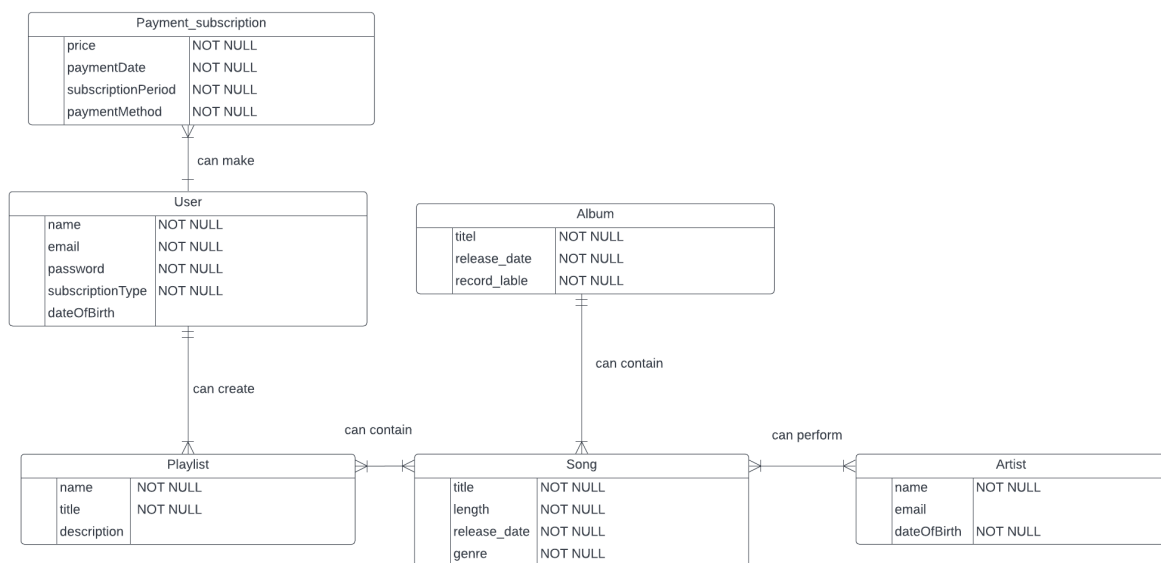 Payment_subscription
price NOT NULL
paymentDate NOT NULL
subscriptionPeriod NOT NULL
paymentMethod NOT NULL
can make
User
name NOT NULL
email NOT NULL
password NOT NULL
subscriptionType NOT NULL
dateOfBirth
Album
titel NOT NULL
release_date NOT NULL
record_lable NOT NULL
can contain
can create
can contain
can perform
Playlist
name NOT NULL
title NOT NULL
description
Song
title NOT NULL
length NOT NULL
release_date NOT NULL
genre NOT NULL
Artist
name NOT NULL
email
dateOfBirth NOT NULL